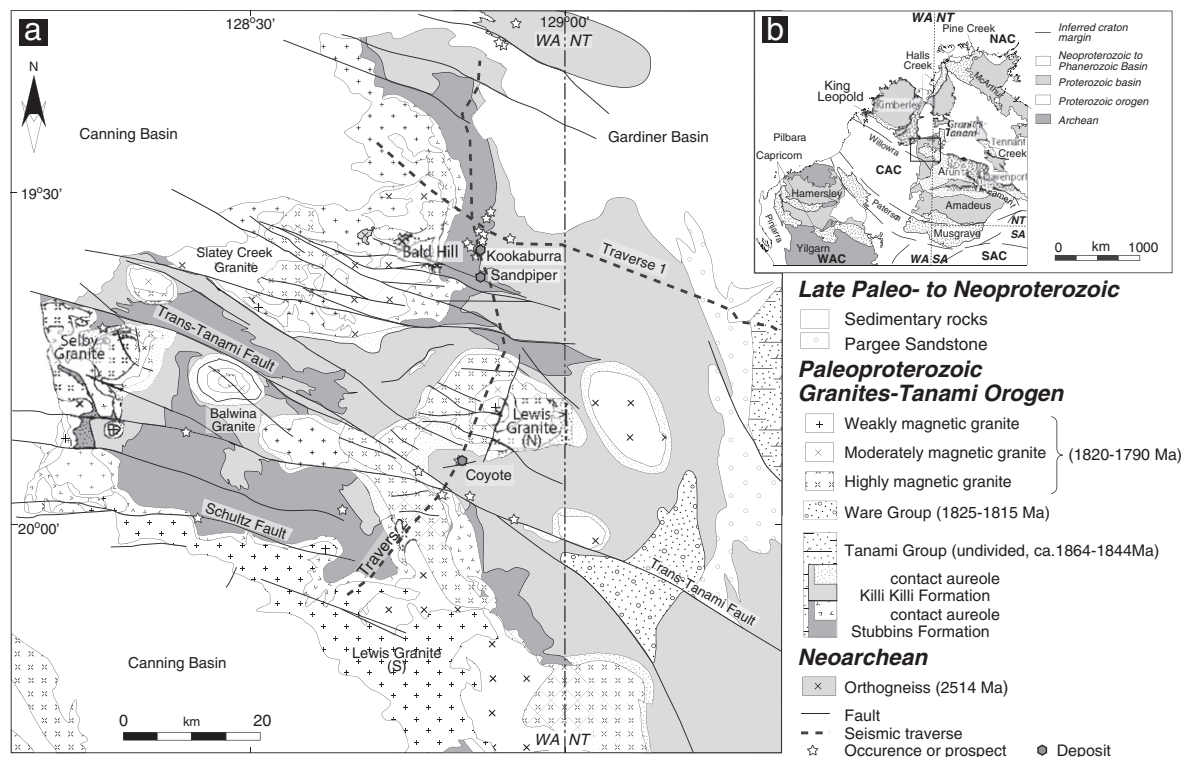 a
128°30'
129°00'
WA NT
N
Canning Basin
Gardiner Basin
19°30'
Bald Hill
Kookaburra
Sandpiper
Traverse 1
Slatey Creek
Granite
Trans-Tanami Fault
Selby
Granite
Balwina
Granite
Lewis
Granite
(N)
Coyote
20°00'
Schultz Fault
Traverse
Trans-Tanami Fault
Canning Basin
Lewis Granite
(S)
0 km 20
WA NT
b
WA NT
Pine Creek
NAC
Halls
Creek
McArthur
King
Leopold
Kimberley
Granites-
Tanami
Tennant
Creek
Pilbara
Willowra
Capricorn
CAC
Arunta
Davenport
Hamersley
Paterson
Amadeus
Pinjarra
Musgrave
NT
SA
Yilgarn
WAC
WA SA
SAC
Inferred craton
margin
Neoproterozoic to
Phanerozoic Basin
Proterozoic basin
Proterozoic orogen
Archean
0 km 1000
Late Paleo- to Neoproterozoic
Sedimentary rocks
Pargee Sandstone
Paleoproterozoic
Granites-Tanami Orogen
Weakly magnetic granite
Moderately magnetic granite
(1820-1790 Ma)
Highly magnetic granite
Ware Group (1825-1815 Ma)
Tanami Group (undivided, ca.1864-1844Ma)
contact aureole
Killi Killi Formation
contact aureole
Stubbins Formation
Neoarchean
Orthogneiss (2514 Ma)
Fault
Seismic traverse
Occurence or prospect
Deposit